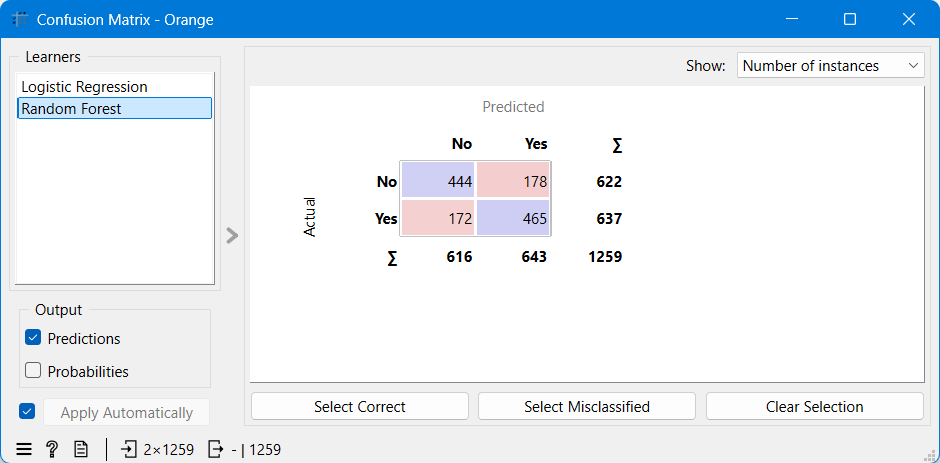 Confusion Matrix - Orange
Learners
Logistic Regression
Random Forest
Output
Predictions
Probabilities
Apply Automatically
Show: Number of instances
Predicted
No Yes ∑
Actual
No 444 178 622
Yes 172 465 637
∑ 616 643 1259
Select Correct Select Misclassified Clear Selection
? 2×1259 - | 1259